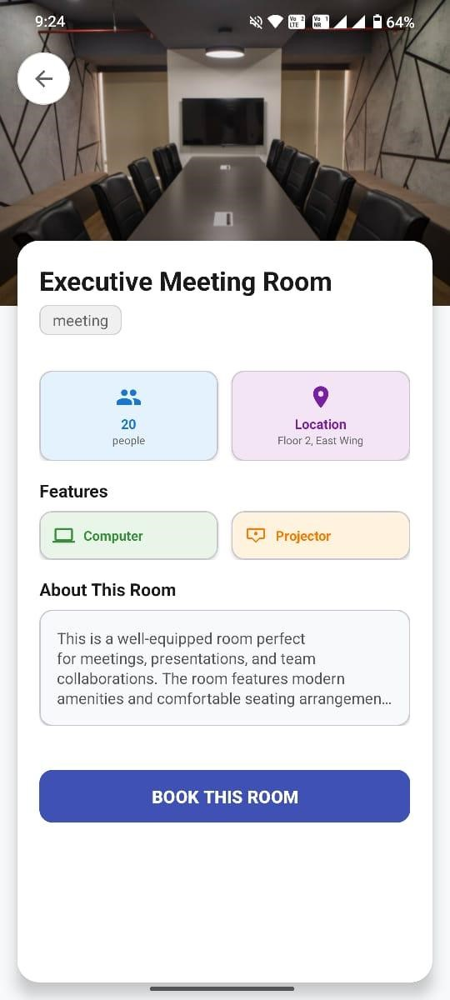 9:24
Vo 2
LTE
Vo 1
NR
64%
Executive Meeting Room
meeting
20
people
Location
Floor 2, East Wing
Features
Computer
Projector
About This Room
This is a well-equipped room perfect
for meetings, presentations, and team
collaborations. The room features modern
amenities and comfortable seating arrangemen...
BOOK THIS ROOM